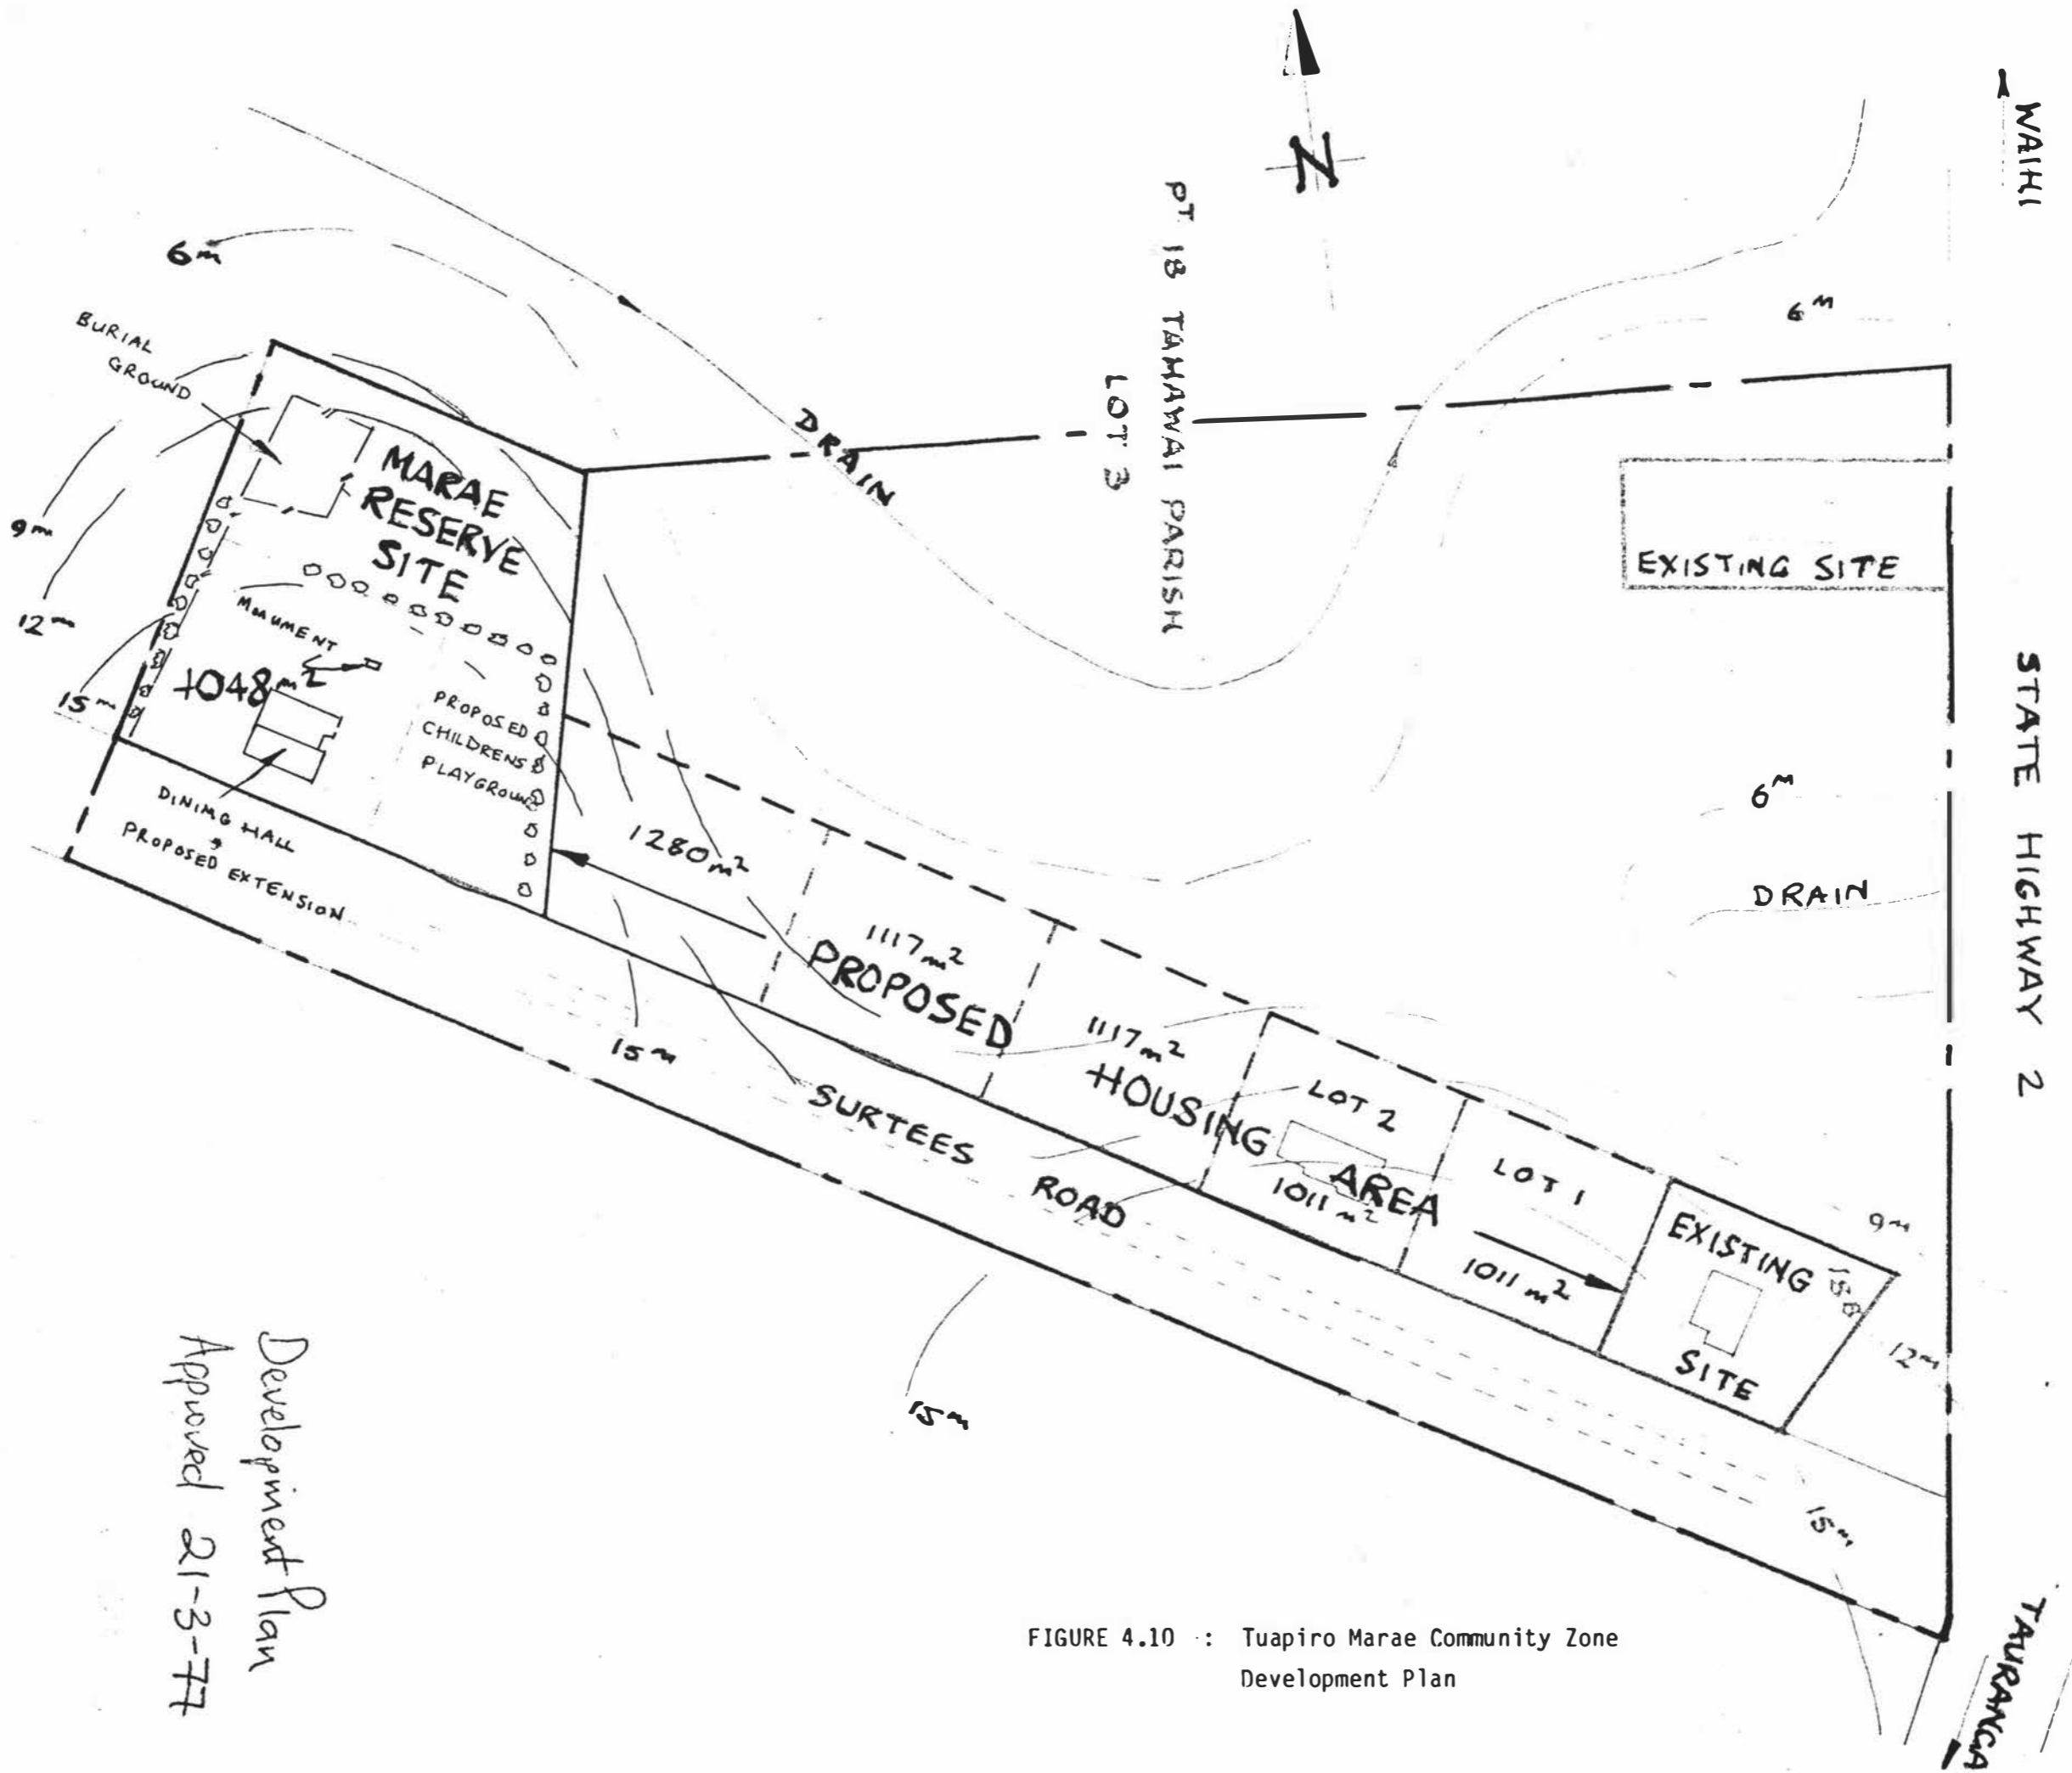 WAIHI
N
PT 18 TAHAWAI PARISH
LOT 3
6m
6m
BURIAL
GROUND
DRAIN
MARAE
RESERVE
SITE
9m
12m
EXISTING SITE
MONUMENT
15m
PROPOSED
CHILDRENS
PLAYGROUND
STATE HIGHWAY 2
6m
DINING HALL
PROPOSED EXTENSION
1280m2
DRAIN
1117m2
PROPOSED
1117m2
HOUSING
AREA
LOT 2
1011m2
LOT 1
1011m2
15m
SURTEES ROAD
EXISTING
SITE
9m
12m
15m
15m
Development Plan
Approved 21-3-77
TAURANGA
FIGURE 4.10 : Tuapiro Marae Community Zone
Development Plan